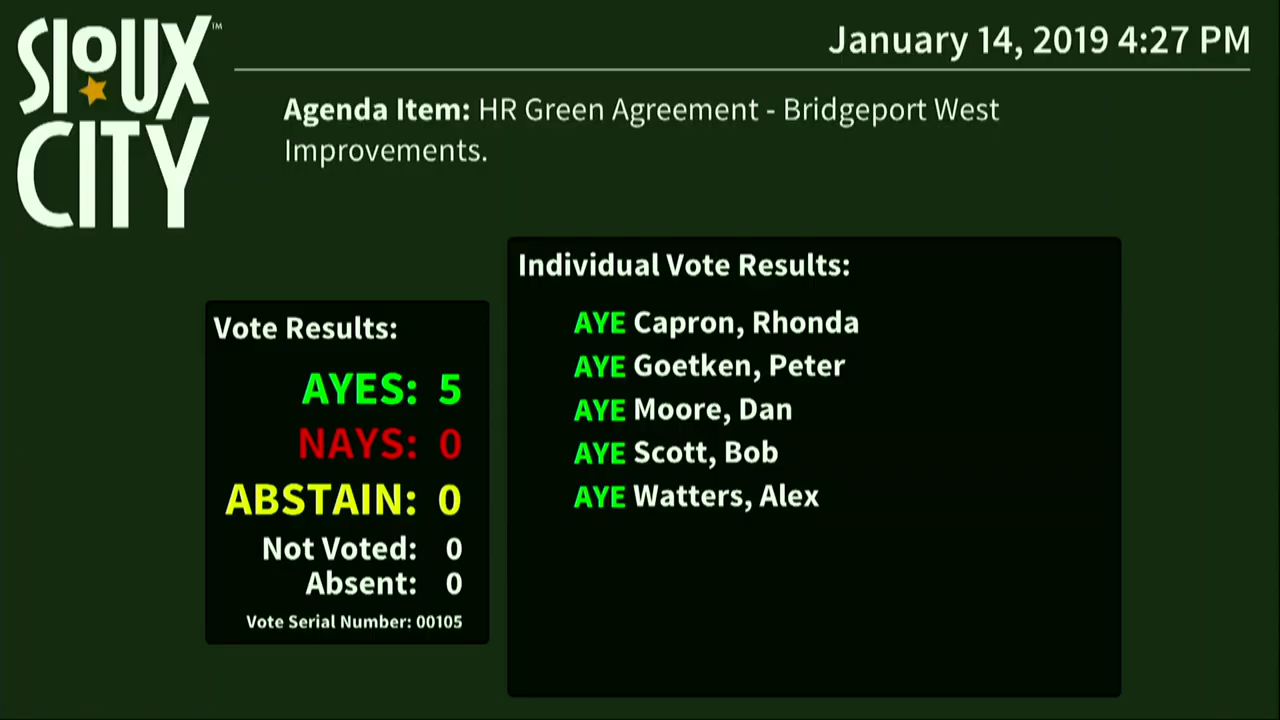 SIOUX
CITY
™
January 14, 2019 4:27 PM
Agenda Item: HR Green Agreement - Bridgeport West
Improvements.
Vote Results:
AYES: 5
NAYS: 0
ABSTAIN: 0
Not Voted: 0
Absent: 0
Vote Serial Number: 00105
Individual Vote Results:
AYE Capron, Rhonda
AYE Goetken, Peter
AYE Moore, Dan
AYE Scott, Bob
AYE Watters, Alex